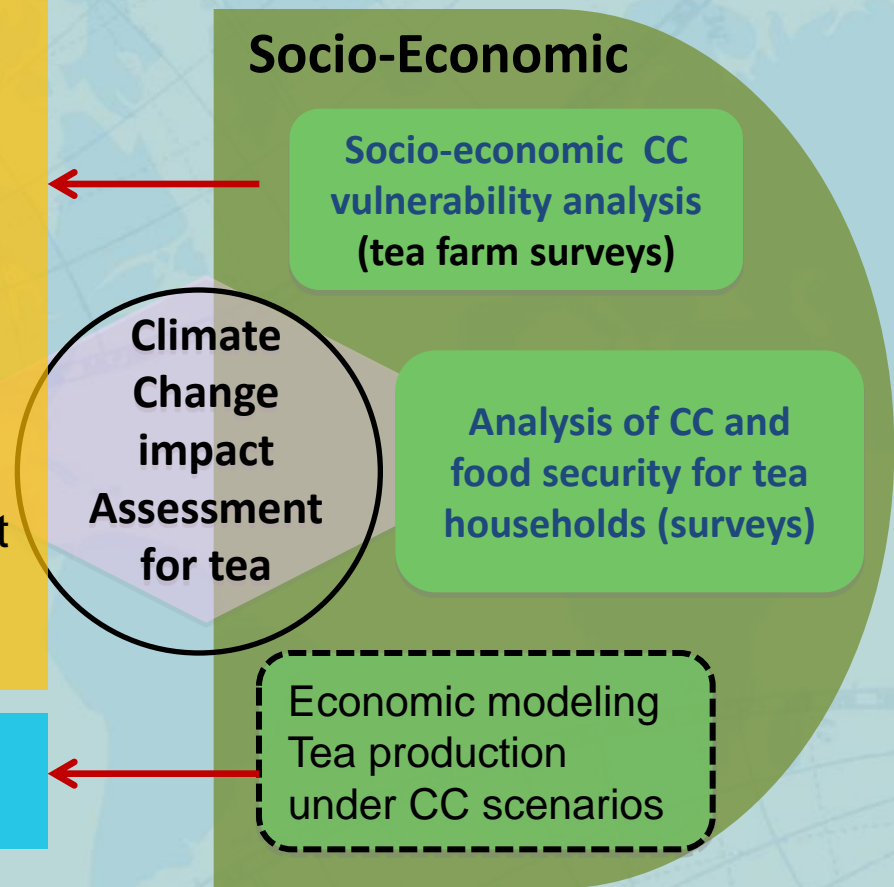 Socio-Economic
Socio-economic CC
vulnerability analysis
(tea farm surveys)
Climate
Change
impact
Assessment
for tea
Analysis of CC and
food security for tea
households (surveys)
t
Economic modeling
Tea production
under CC scenarios